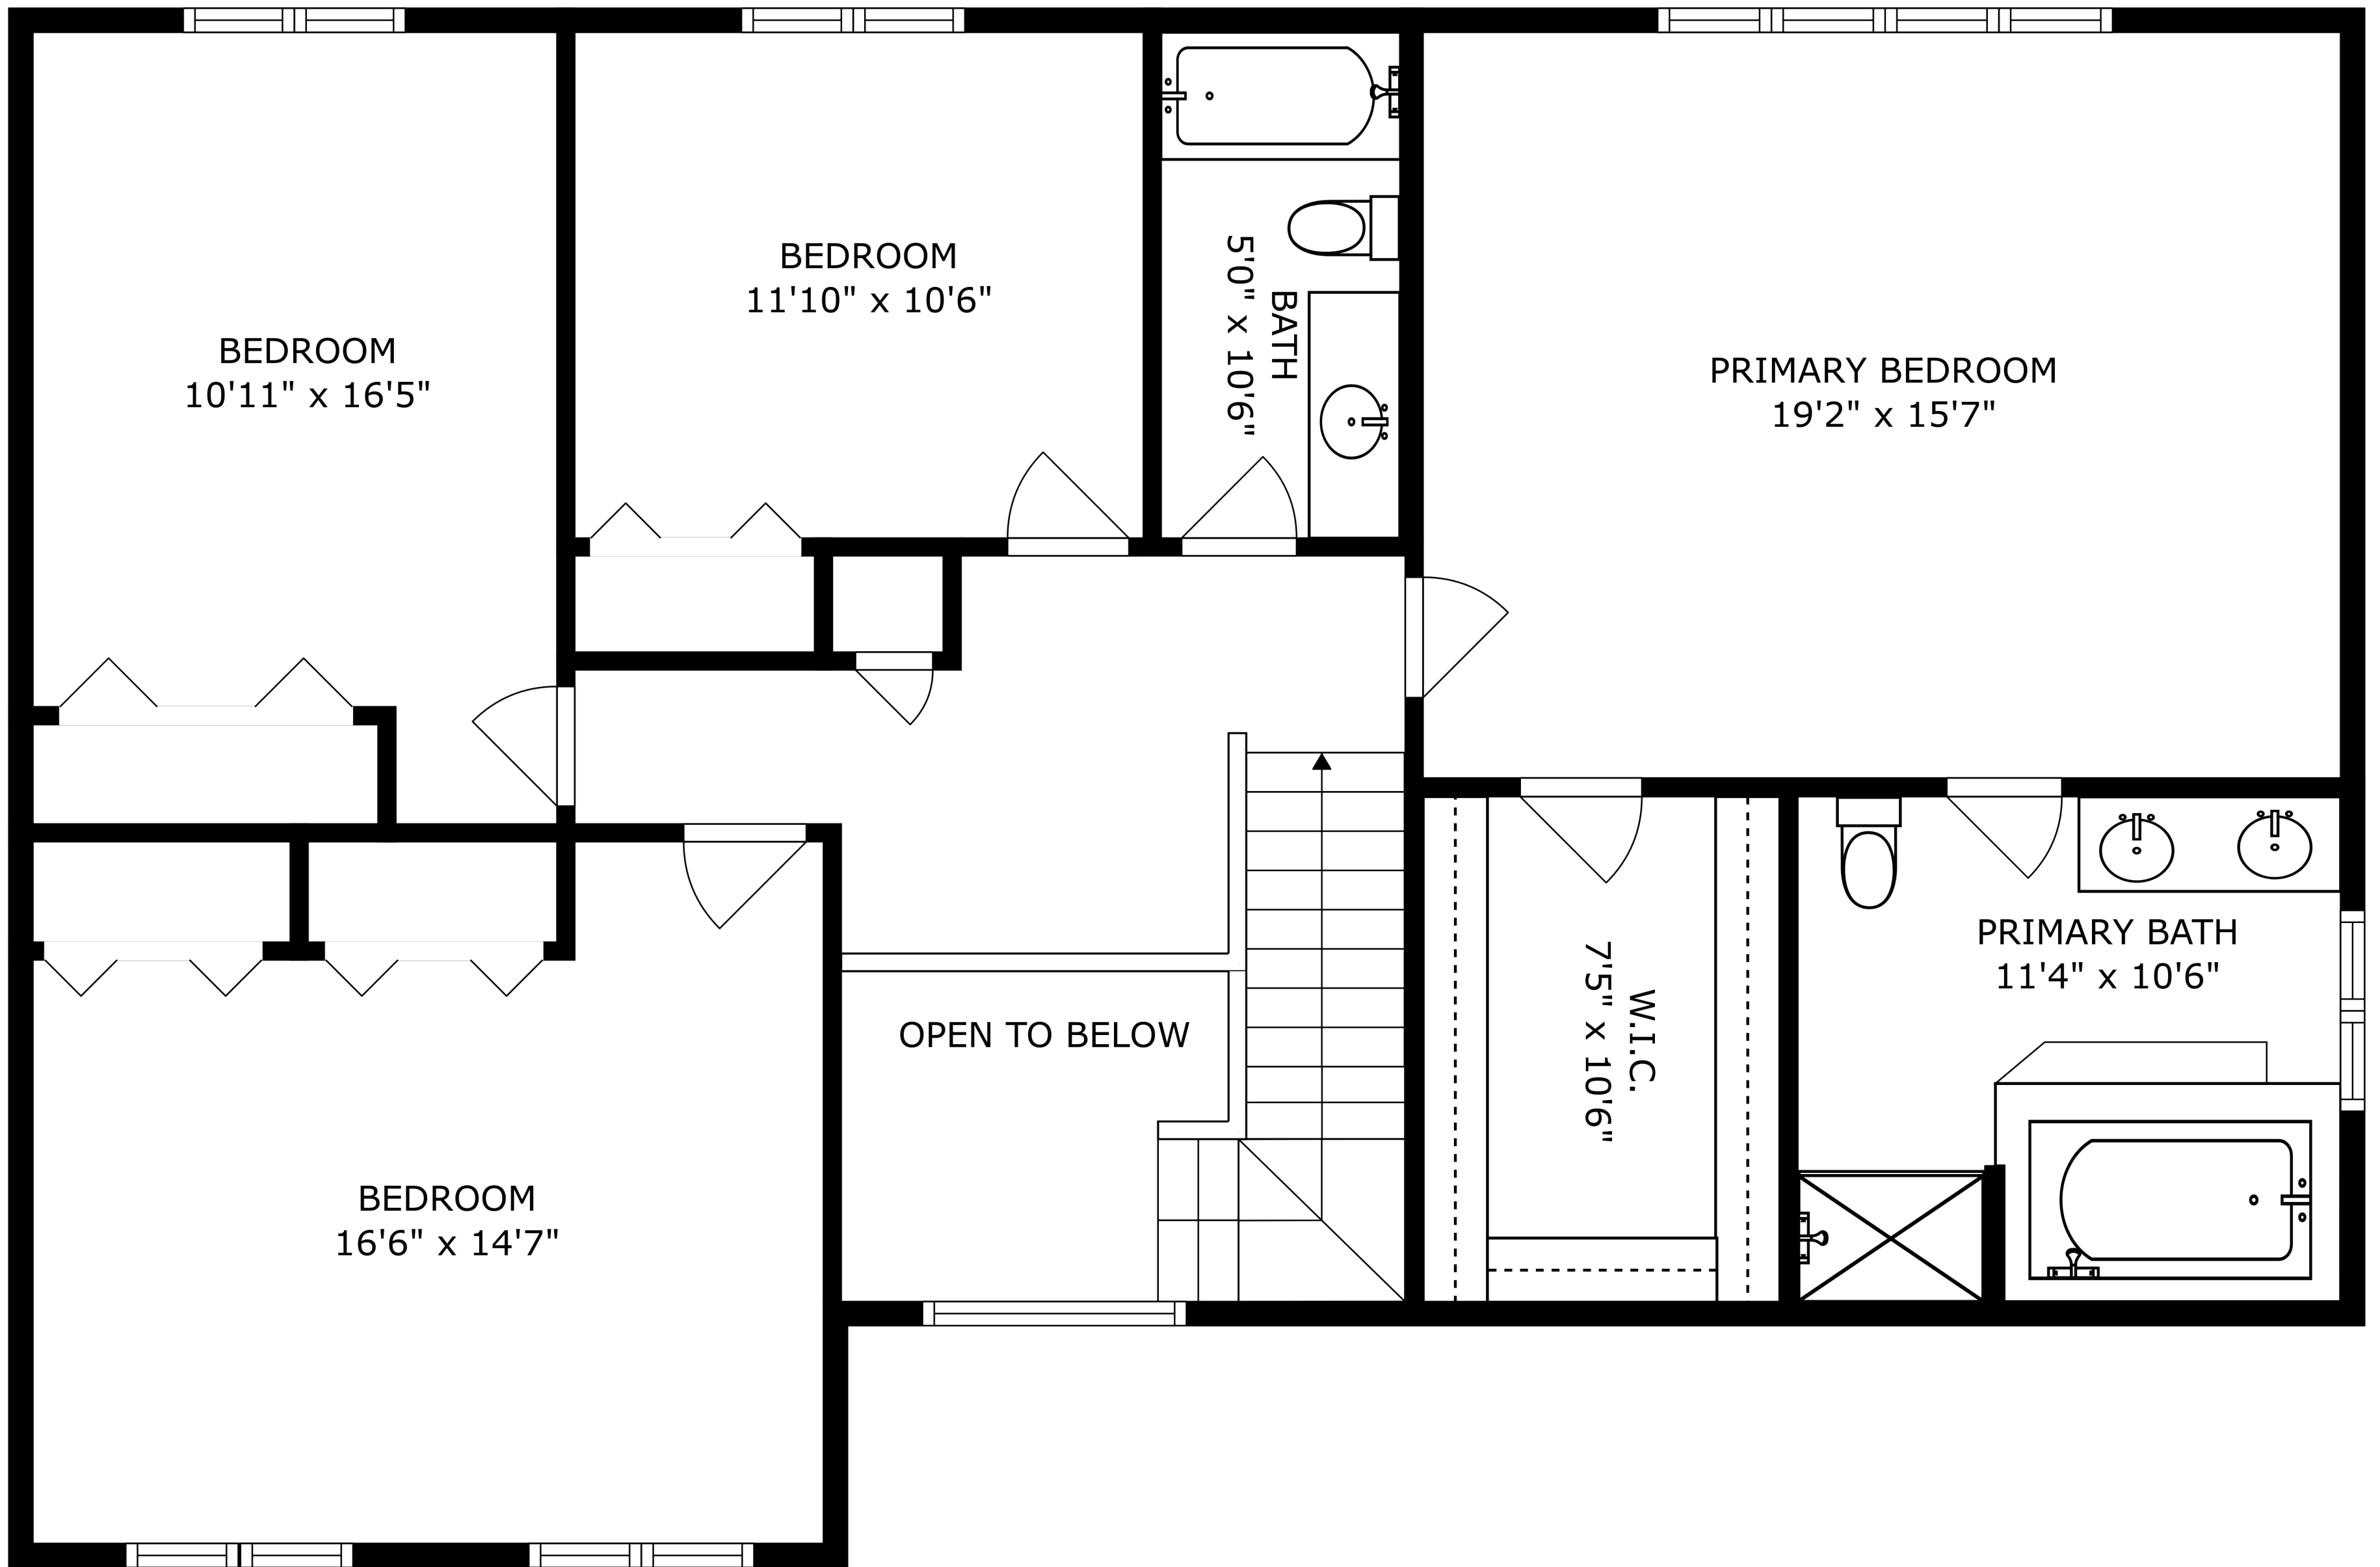 BEDROOM
10'11" x 16'5"
BEDROOM
11'10" x 10'6"
BATH
5'0" x 10'6"
PRIMARY BEDROOM
19'2" x 15'7"
PRIMARY BATH
11'4" x 10'6"
W.I.C.
7'5" x 10'6"
OPEN TO BELOW
BEDROOM
16'6" x 14'7"